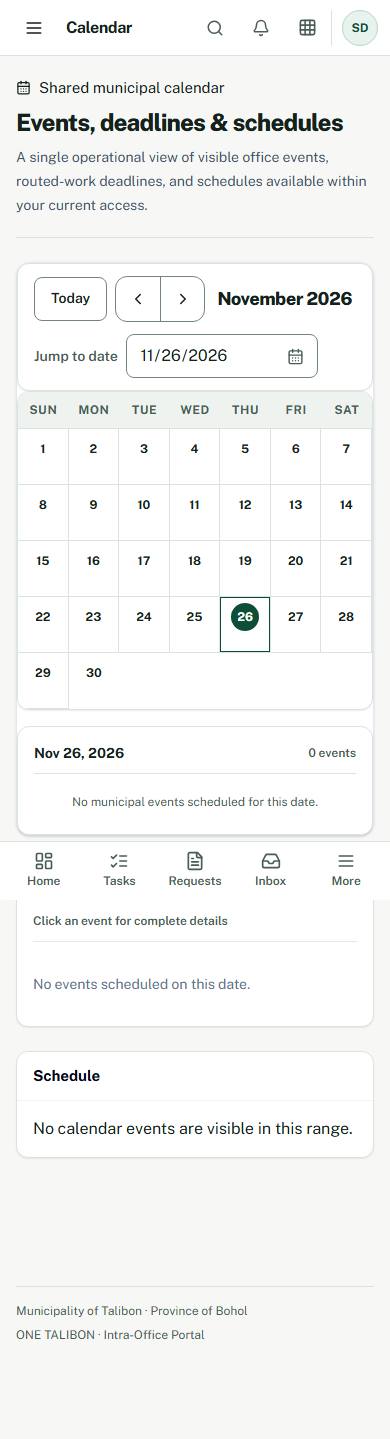 Calendar
SD
Shared municipal calendar
Events, deadlines & schedules
A single operational view of visible office events,
routed-work deadlines, and schedules available within
your current access.
Today
November 2026
Jump to date
11/26/2026
SUN MON TUE WED THU FRI SAT
1 2 3 4 5 6 7
8 9 10 11 12 13 14
15 16 17 18 19 20 21
22 23 24 25 26 27 28
29 30
Nov 26, 2026
0 events
No municipal events scheduled for this date.
Home Tasks Requests Inbox More
Click an event for complete details
No events scheduled on this date.
Schedule
No calendar events are visible in this range.
Municipality of Talibon · Province of Bohol
ONE TALIBON · Intra-Office Portal